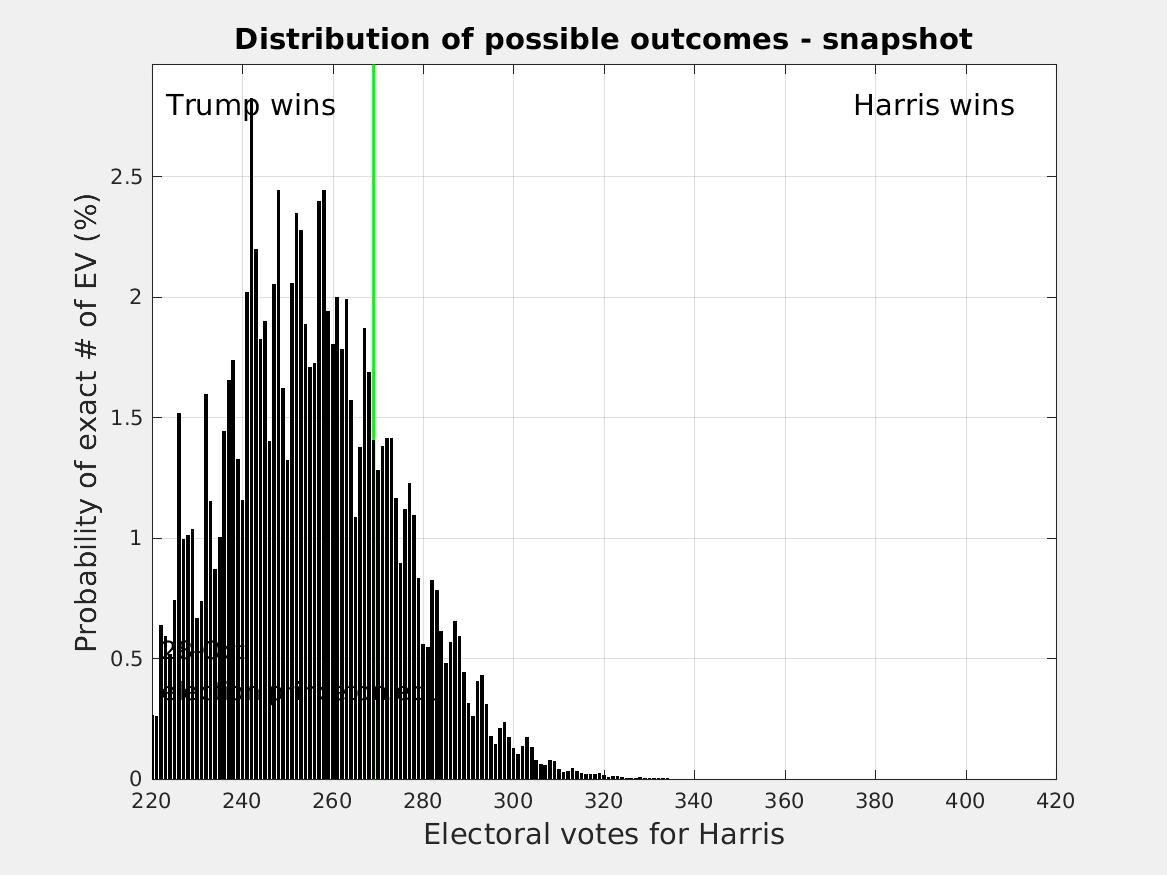 Distribution of possible outcomes - snapshot
Trump wins
Harris wins
Probability of exact # of EV (%)
2.5
2
1.5
1
0.5
0
220 240 260 280 300 320 340 360 380 400 420
Electoral votes for Harris